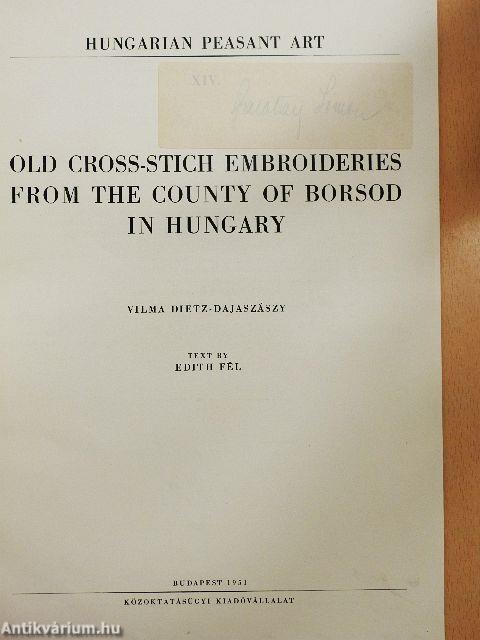 HUNGARIAN PEASANT ART
XIV.
OLD CROSS-STICH EMBROIDERIES
FROM THE COUNTY OF BORSOD
IN HUNGARY
VILMA DIETZ-DAJASZÁSZY
TEXT BY
EDITH FÉL
BUDAPEST 1951
KÖZOKTATÁSÜGYI KIADÓVÁLLALAT
Antikvárium.hu